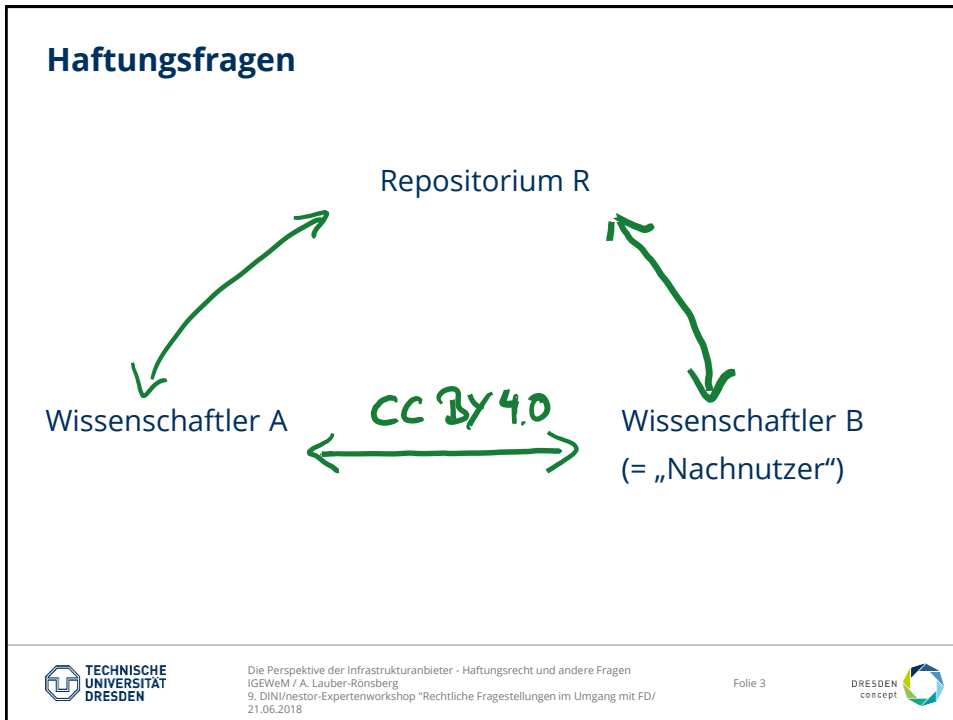 Haftungsfragen
Repositorium R
Wissenschaftler A
CC BY 4.0
Wissenschaftler B
(= „Nachnutzer“)
TECHNISCHE
UNIVERSITÄT
DRESDEN
Die Perspektive der Infrastrukturanbieter - Haftungsrecht und andere Fragen
IGEWeM / A. Lauber-Rönsberg
9. DINI/nestor-Expertenworkshop "Rechtliche Fragestellungen im Umgang mit FD/
21.06.2018
Folie 3
DRESDEN
concept